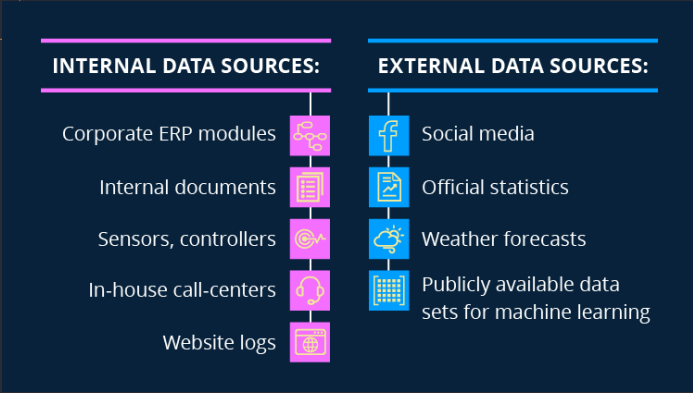 INTERNAL DATA SOURCES:
Corporate ERP modules
Internal documents
Sensors, controllers
In-house call-centers
Website logs
EXTERNAL DATA SOURCES:
Social media
Official statistics
Weather forecasts
Publicly available data
sets for machine learning